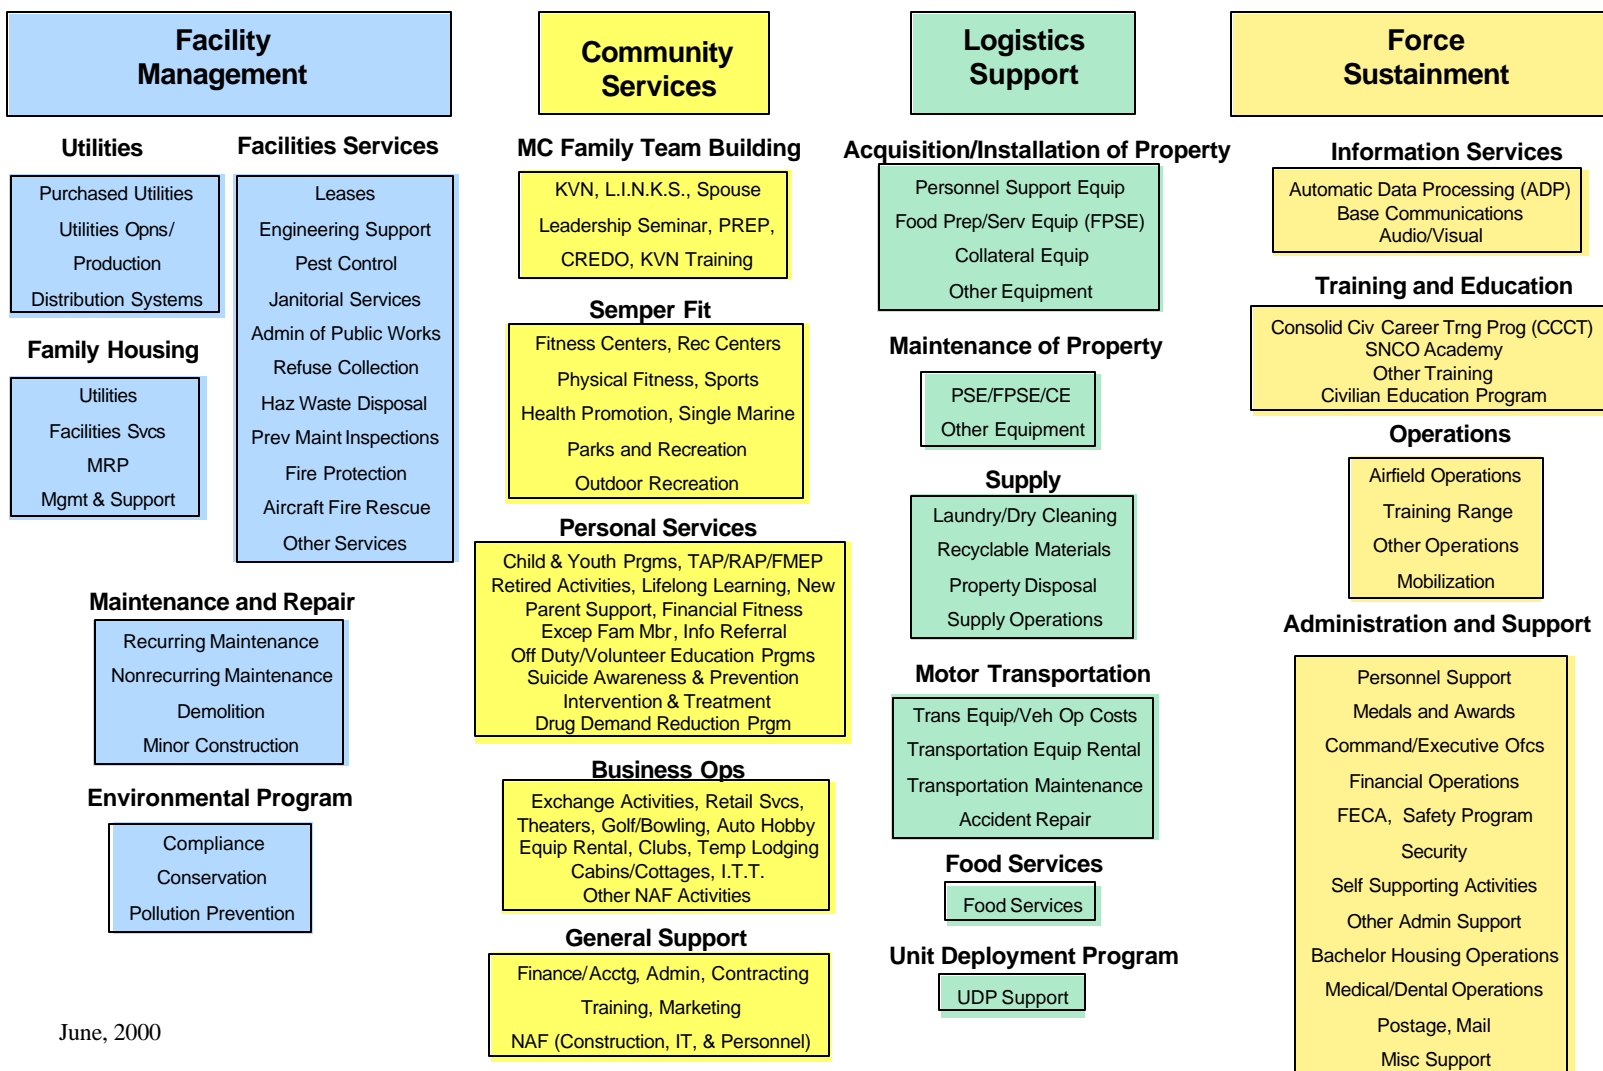 Facility
Management
Utilities
Purchased Utilities
Utilities Opns/
Production
Distribution Systems
Family Housing
Utilities
Facilities Svcs
MRP
Mgmt & Support
Facilities Services
Leases
Engineering Support
Pest Control
Janitorial Services
Admin of Public Works
Refuse Collection
Haz Waste Disposal
Prev Maint Inspections
Fire Protection
Aircraft Fire Rescue
Other Services
Maintenance and Repair
Recurring Maintenance
Nonrecurring Maintenance
Demolition
Minor Construction
Environmental Program
Compliance
Conservation
Pollution Prevention
June, 2000
Community
Services
MC Family Team Building
KVN, L.I.N.K.S., Spouse
Leadership Seminar, PREP,
CREDO, KVN Training
Semper Fit
Fitness Centers, Rec Centers
Physical Fitness, Sports
Health Promotion, Single Marine
Parks and Recreation
Outdoor Recreation
Personal Services
Child & Youth Prgms, TAP/RAP/FMEP
Retired Activities, Lifelong Learning, New
Parent Support, Financial Fitness
Excep Fam Mbr, Info Referral
Off Duty/Volunteer Education Prgms
Suicide Awareness & Prevention
Intervention & Treatment
Drug Demand Reduction Prgm
Business Ops
Exchange Activities, Retail Svcs,
Theaters, Golf/Bowling, Auto Hobby
Equip Rental, Clubs, Temp Lodging
Cabins/Cottages, I.T.T.
Other NAF Activities
General Support
Finance/Acctg, Admin, Contracting
Training, Marketing
NAF (Construction, IT, & Personnel)
Logistics
Support
Acquisition/Installation of Property
Personnel Support Equip
Food Prep/Serv Equip (FPSE)
Collateral Equip
Other Equipment
Maintenance of Property
PSE/FPSE/CE
Other Equipment
Supply
Laundry/Dry Cleaning
Recyclable Materials
Property Disposal
Supply Operations
Motor Transportation
Trans Equip/Veh Op Costs
Transportation Equip Rental
Transportation Maintenance
Accident Repair
Food Services
Food Services
Unit Deployment Program
UDP Support
Force
Sustainment
Information Services
Automatic Data Processing (ADP)
Base Communications
Audio/Visual
Training and Education
Consolid Civ Career Trng Prog (CCCT)
SNCO Academy
Other Training
Civilian Education Program
Operations
Airfield Operations
Training Range
Other Operations
Mobilization
Administration and Support
Personnel Support
Medals and Awards
Command/Executive Ofcs
Financial Operations
FECA, Safety Program
Security
Self Supporting Activities
Other Admin Support
Bachelor Housing Operations
Medical/Dental Operations
Postage, Mail
Misc Support